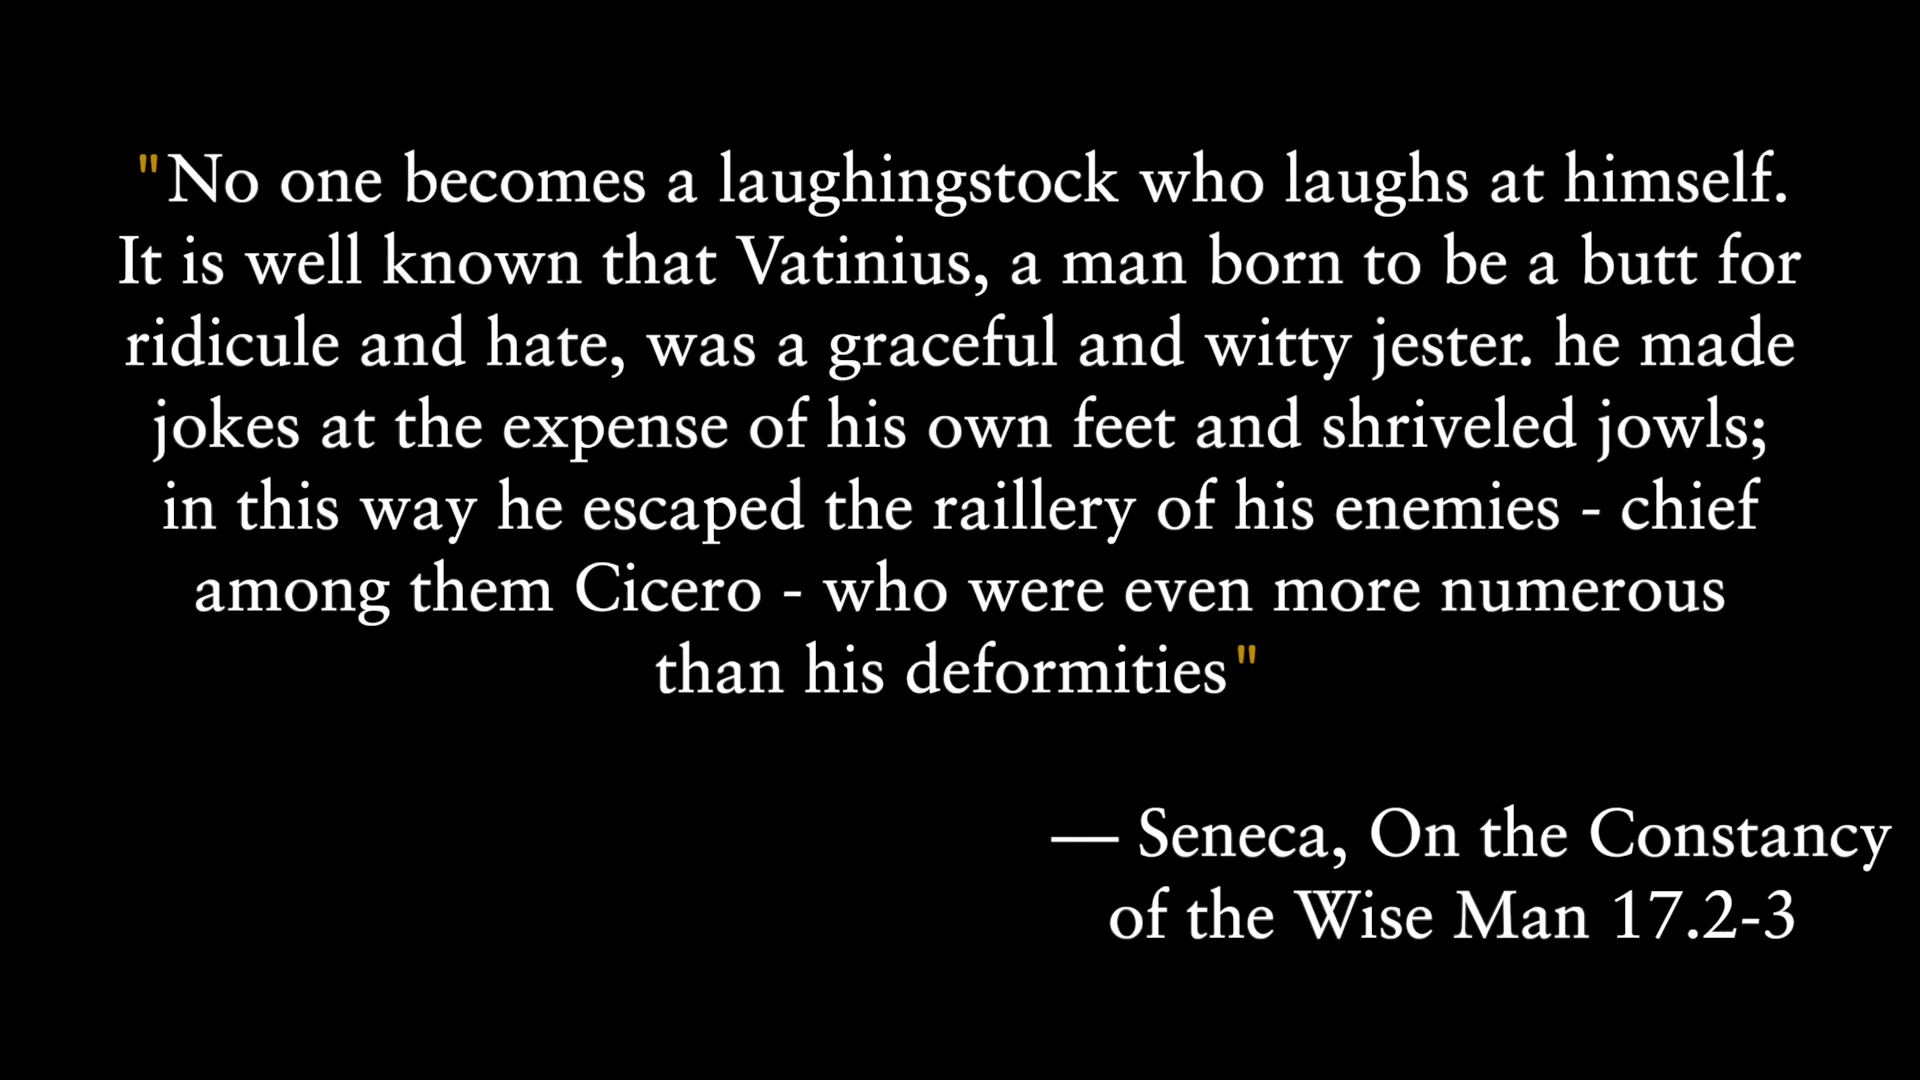 "No one becomes a laughingstock who laughs at himself.
It is well known that Vatinius, a man born to be a butt for
ridicule and hate, was a graceful and witty jester. he made
jokes at the expense of his own feet and shriveled jowls;
in this way he escaped the raillery of his enemies - chief
among them Cicero - who were even more numerous
than his deformities"
— Seneca, On the Constancy
of the Wise Man 17.2-3